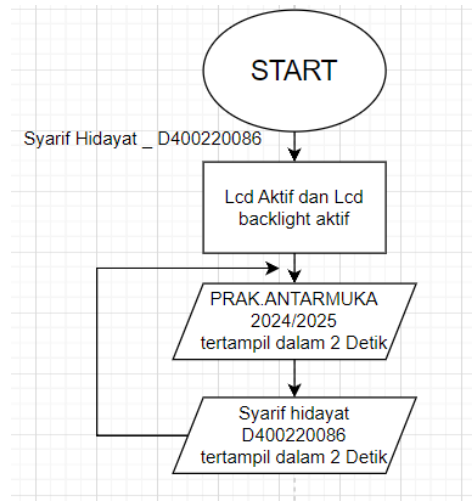 START
Syarif Hidayat _ D400220086
Lcd Aktif dan Lcd
backlight aktif
PRAK.ANTARMUKA
2024/2025
tertampil dalam 2 Detik
Syarif hidayat
D400220086
tertampil dalam 2 Detik